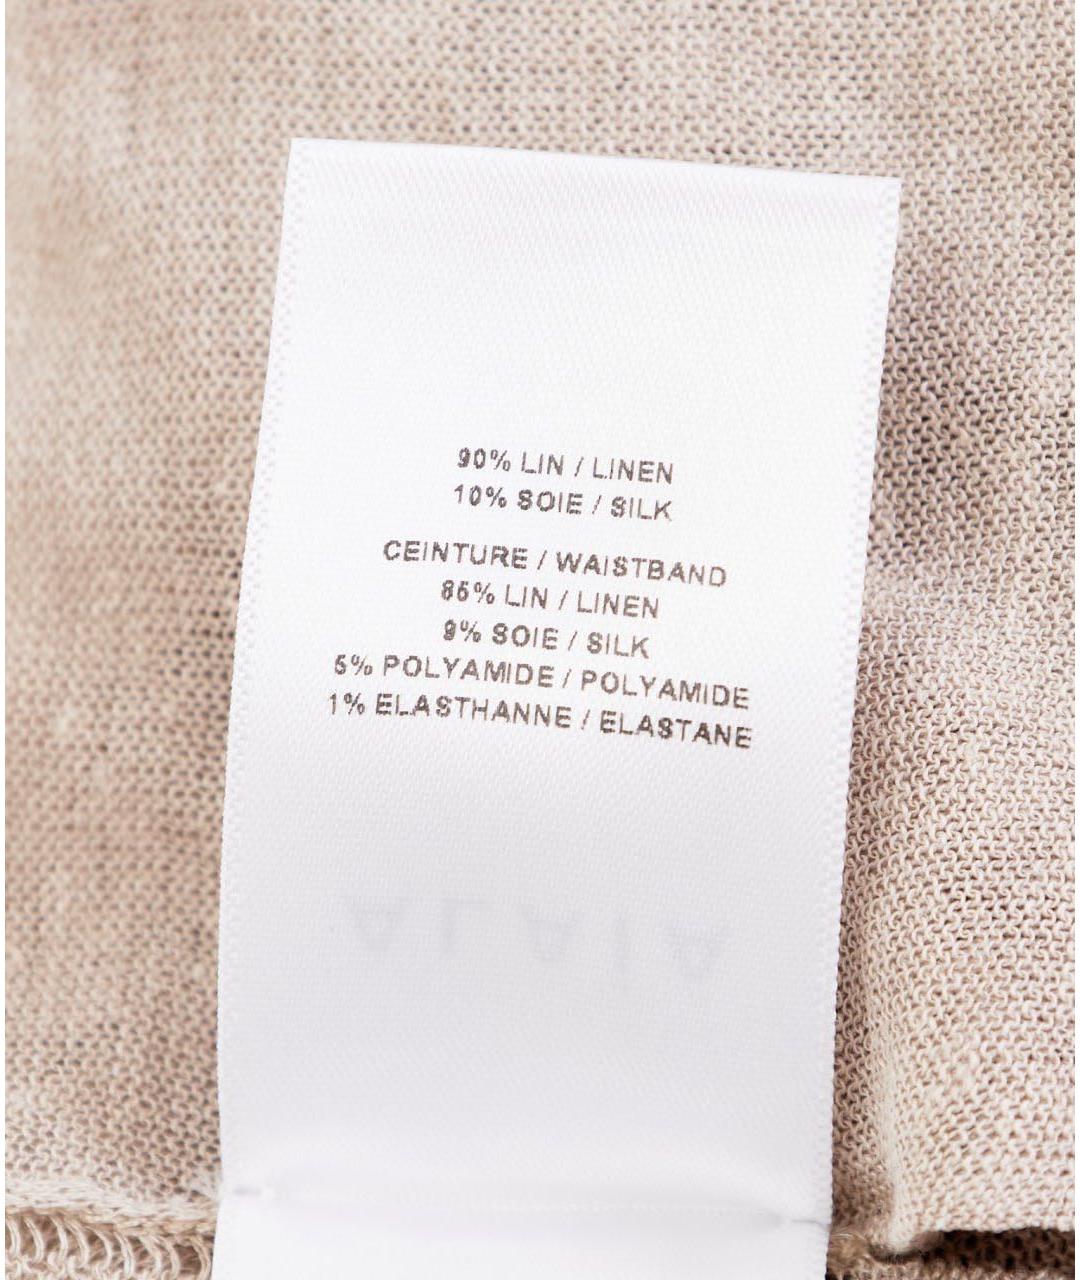 90% LIN / LINEN
10% SOIE / SILK
CEINTURE / WAISTBAND
85% LIN / LINEN
9% SOIE / SILK
5% POLYAMIDE / POLYAMIDE
1% ELASTHANNE / ELASTANE
ALAÏA